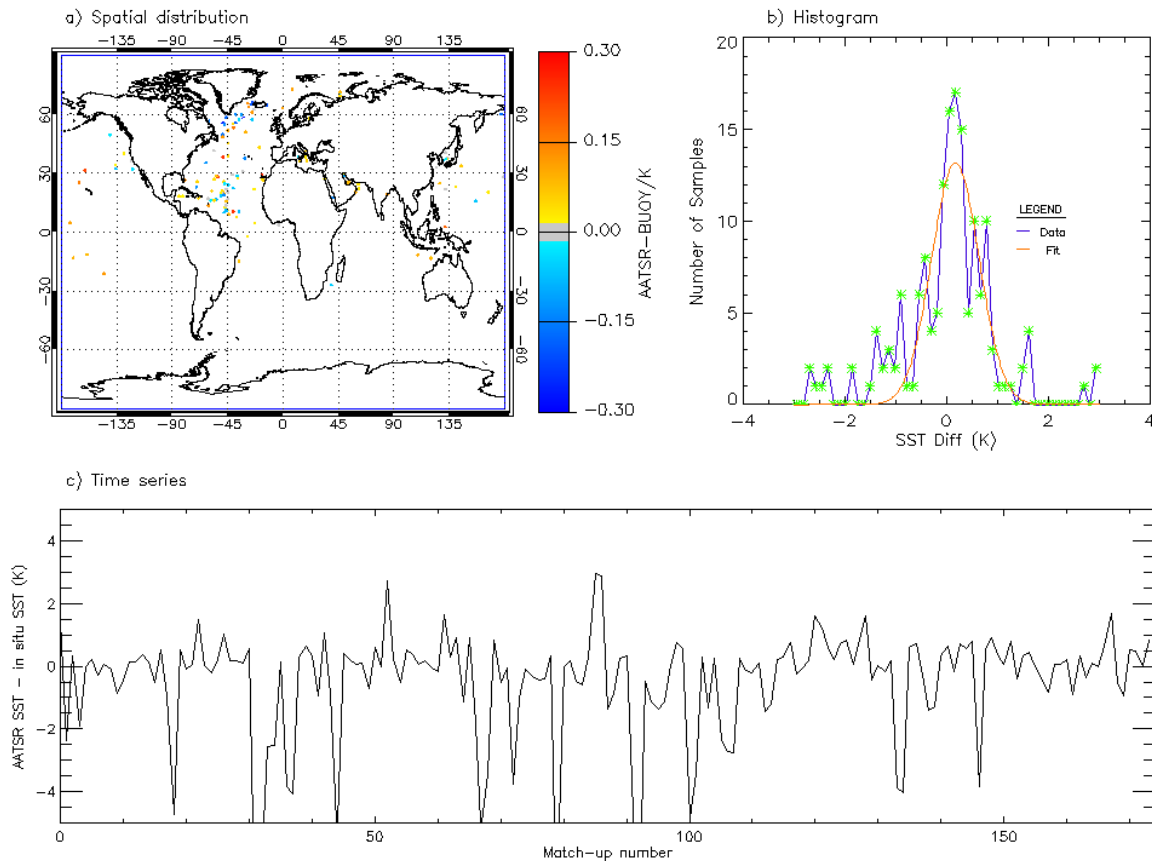 a) Spatial distribution
−135 −90 −45 0 45 90 135
60
30
0
−30
−60
60
30
0
−30
−60
−135 −90 −45 0 45 90 135
0.30
0.15
0.00
−0.15
−0.30
AATSR−BUOY/K
b) Histogram
20
15
10
5
0
Number of Samples
LEGEND
Data
Fit
−4 −2 0 2 4
SST Diff (K)
c) Time series
4
2
0
−2
−4
AATSR SST − in situ SST (K)
0 50 100 150
Match−up number